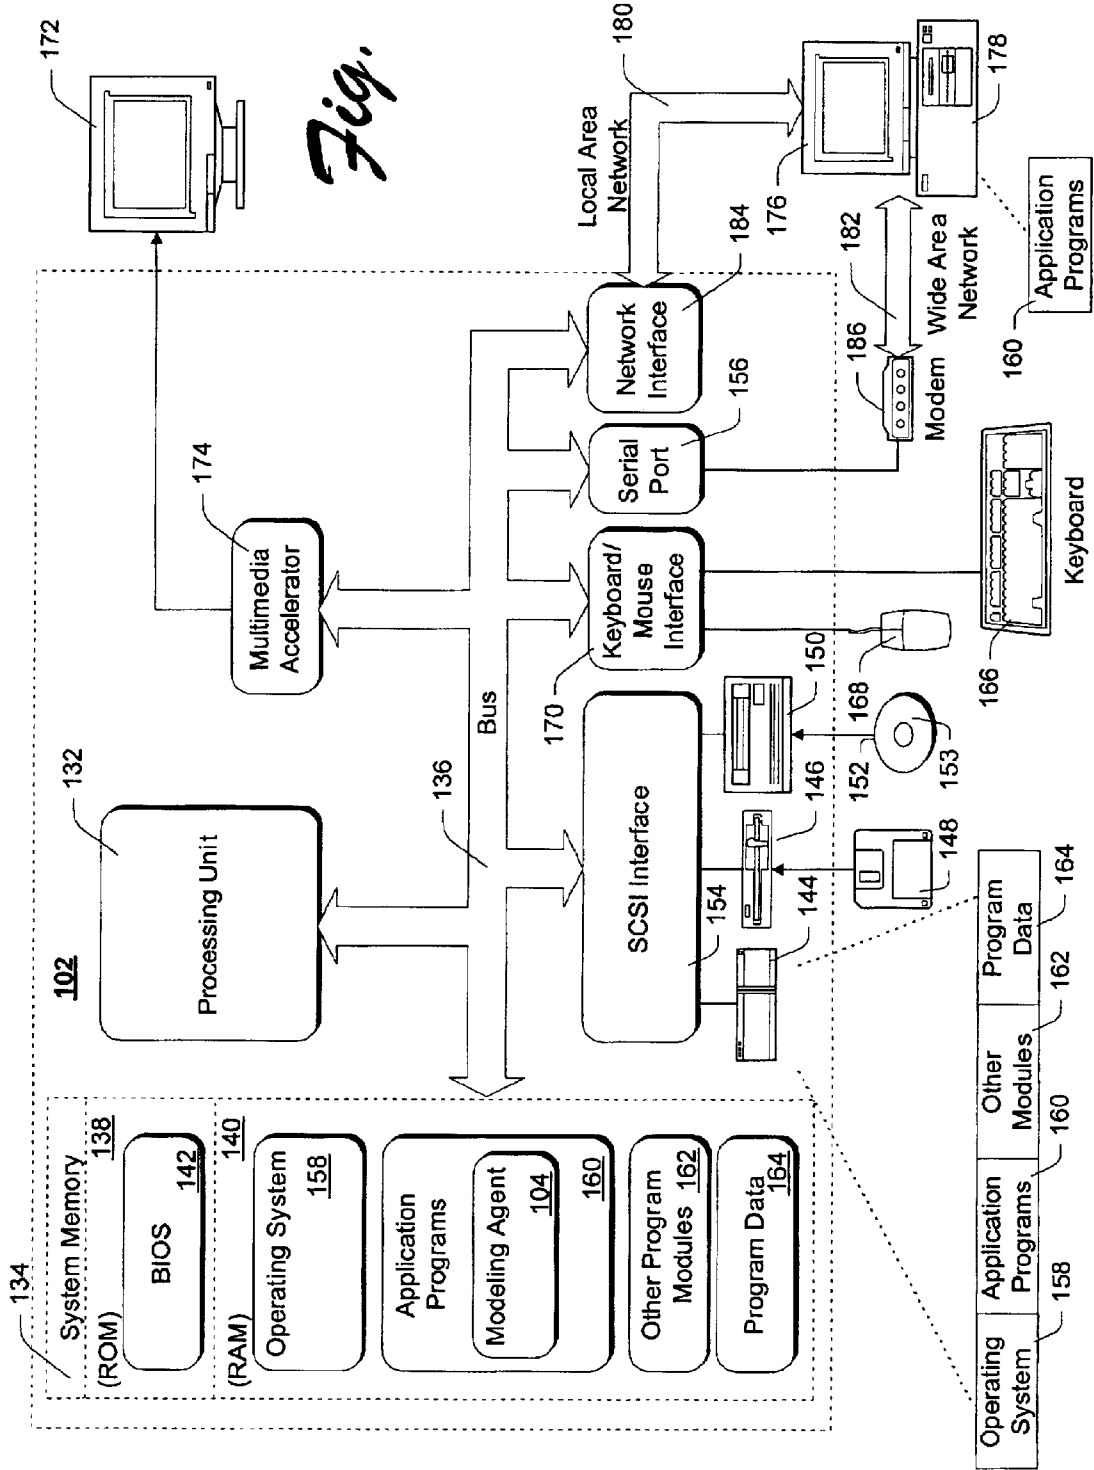 134
System Memory
(ROM)
138
BIOS
142
(RAM)
140
Operating System
158
Application
Programs
Modeling Agent
104
160
Other Program
Modules
162
Program Data
164
102
132
Processing Unit
136
Bus
174
Multimedia
Accelerator
172
Fig.
SCSI Interface
154
170
Keyboard/
Mouse
Interface
Serial
Port
156
Network
Interface
184
Local Area
Network
180
144
146
150
148
152
153
168
166
Keyboard
186
Modem
182
Wide Area
Network
176
178
160
Application
Programs
Operating
System
158
Application
Programs
160
Other
Modules
162
Program
Data
164